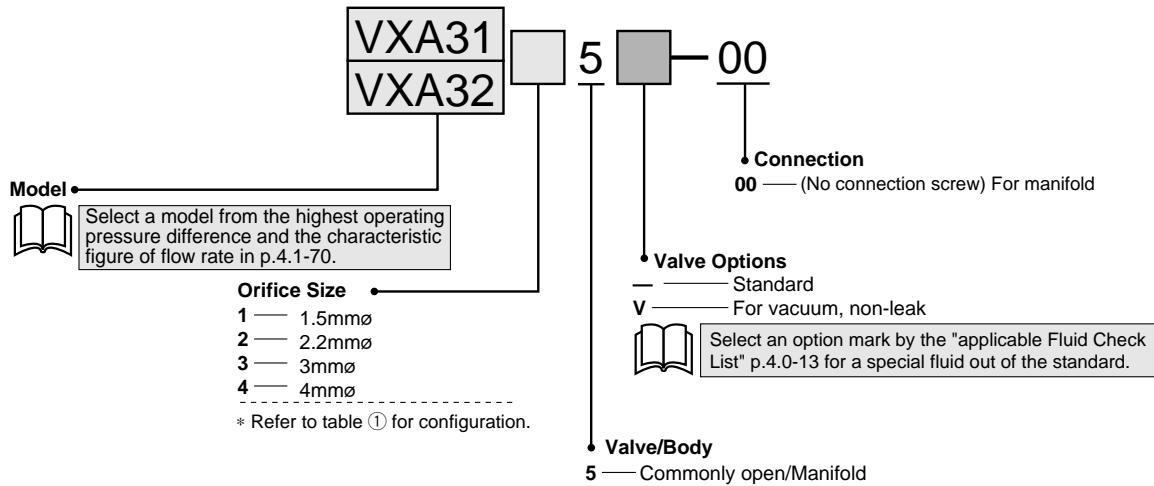 VXA31
VXA32
5
00
Connection
00 (No connection screw) For manifold
Model
Select a model from the highest operating
pressure difference and the characteristic
figure of flow rate in p.4.1-70.
Valve Options
— Standard
V For vacuum, non-leak
Select an option mark by the "applicable Fluid Check
List" p.4.0-13 for a special fluid out of the standard.
Orifice Size
1 1.5mmø
2 2.2mmø
3 3mmø
4 4mmø
* Refer to table ① for configuration.
Valve/Body
5 Commonly open/Manifold